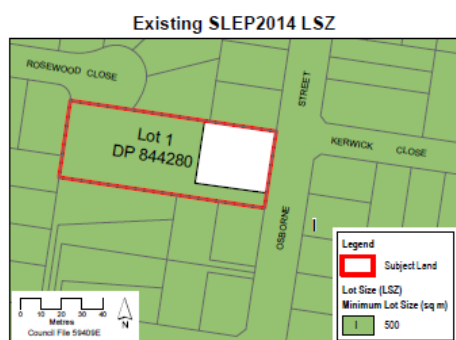 Existing SLEP2014 LSZ
ROSEWOOD CLOSE
STREET
KERWICK CLOSE
Lot 1
DP 844280
OSBORNE
I
Legend
Subject Land
Lot Size (LSZ)
Minimum Lot Size (sq m)
I 500
0 10 20 30 40
Metres
Council File 59409E
N